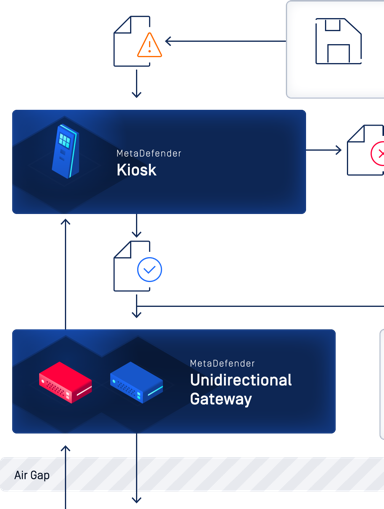 MetaDefender
Kiosk
MetaDefender
Unidirectional
Gateway
Air Gap